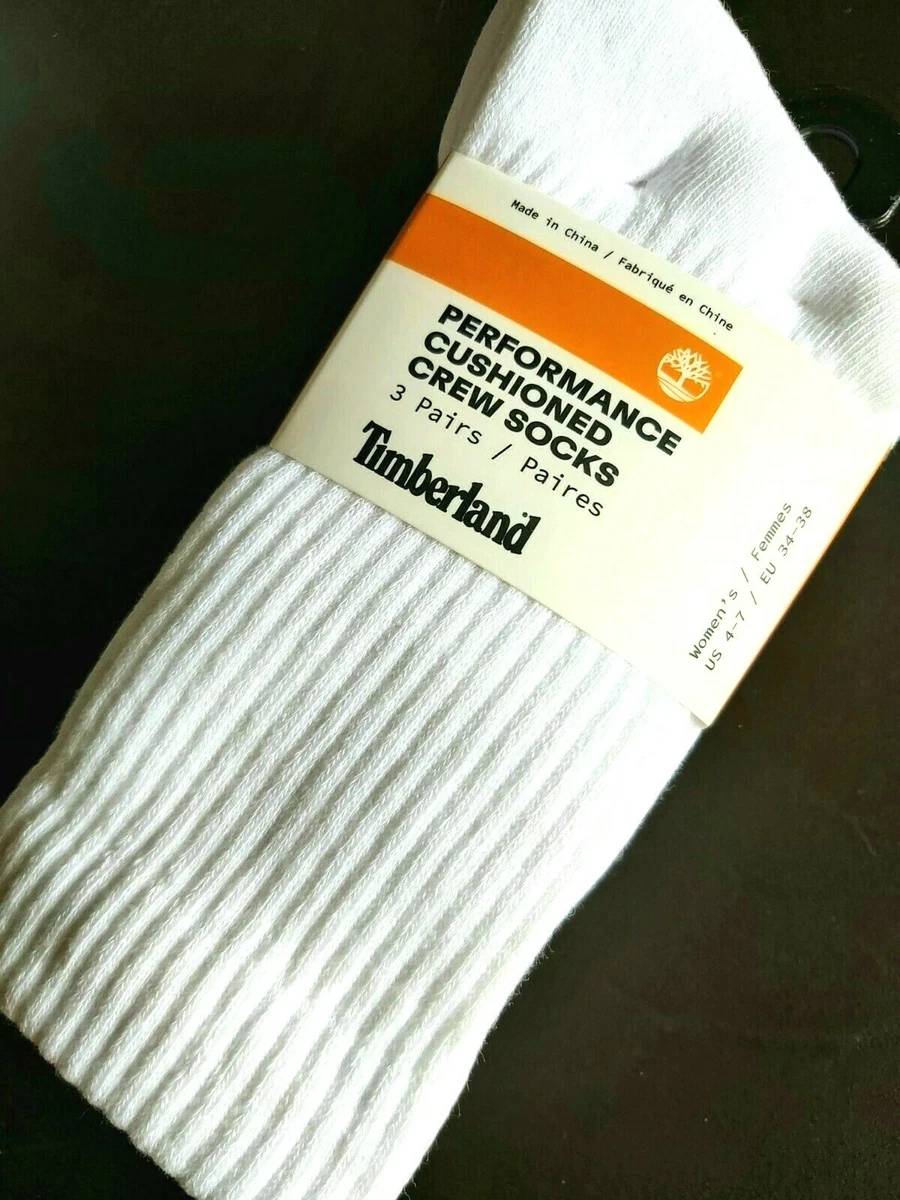 Made in China / Fabriqué en Chine
PERFORMANCE
CUSHIONED
CREW SOCKS
3 Pairs / Paires
Timberland
Women's / Femmes
US 4-7 / EU 34-38